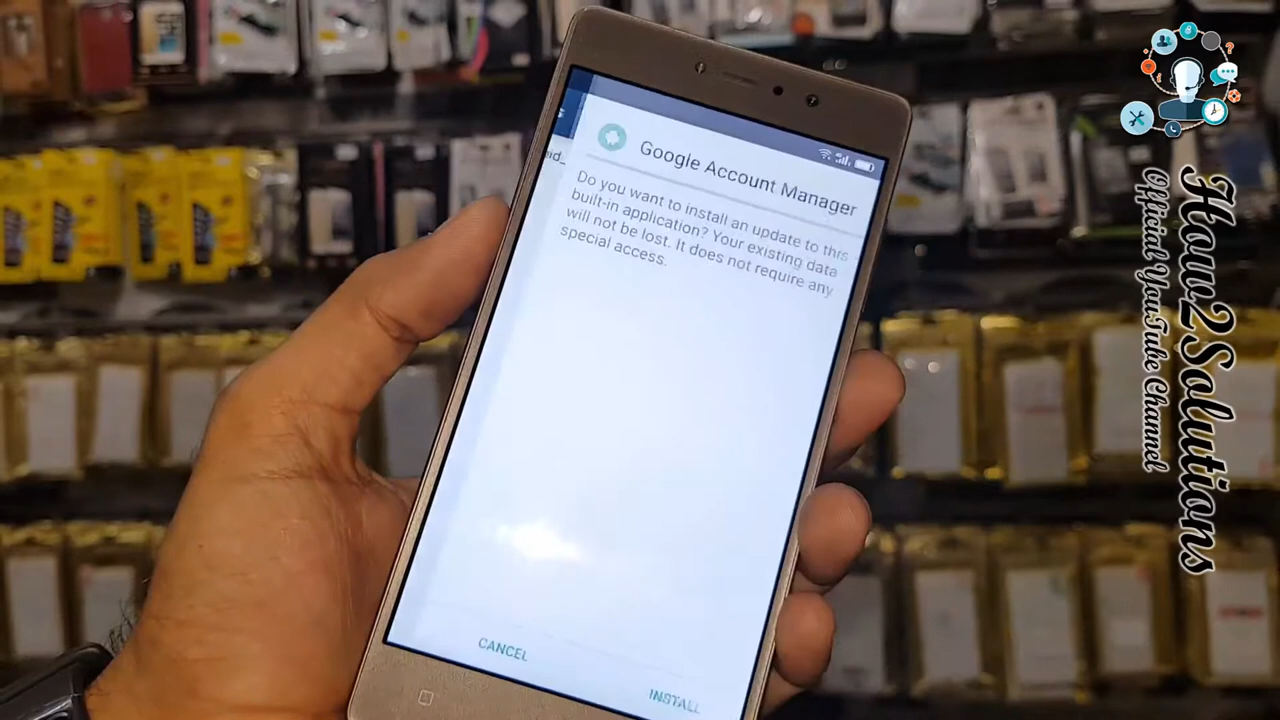 Google Account Manager
Do you want to install an update to this
built-in application? Your existing data
will not be lost. It does not require any
special access.
CANCEL
INSTALL
How2Solutions
Official YouTube Channel